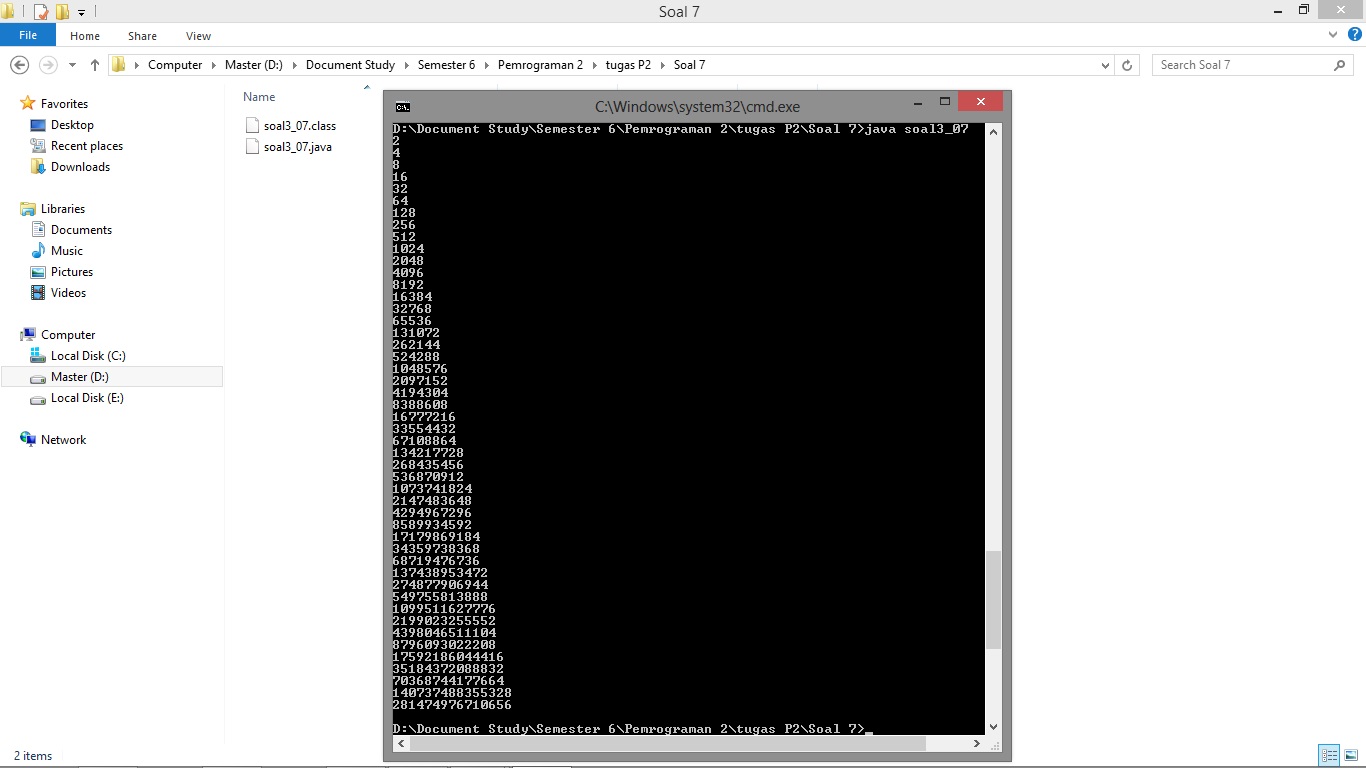 Soal 7
File Home Share View
Computer Master (D:) Document Study Semester 6 Pemrograman 2 tugas P2 Soal 7
Search Soal 7
Favorites
Desktop
Recent places
Downloads
Libraries
Documents
Music
Pictures
Videos
Computer
Local Disk (C:)
Master (D:)
Local Disk (E:)
Network
Name
soal3_07.class
soal3_07.java
C:\Windows\system32\cmd.exe
D:\Document Study\Semester 6\Pemrograman 2\tugas P2\Soal 7>java soal3_07
2
4
8
16
32
64
128
256
512
1024
2048
4096
8192
16384
32768
65536
131072
262144
524288
1048576
2097152
4194304
8388608
16777216
33554432
67108864
134217728
268435456
536870912
1073741824
2147483648
4294967296
8589934592
17179869184
34359738368
68719476736
137438953472
274877906944
549755813888
1099511627776
2199023255552
4398046511104
8796093022208
17592186044416
35184372088832
70368744177664
140737488355328
281474976710656
D:\Document Study\Semester 6\Pemrograman 2\tugas P2\Soal 7>_
2 items